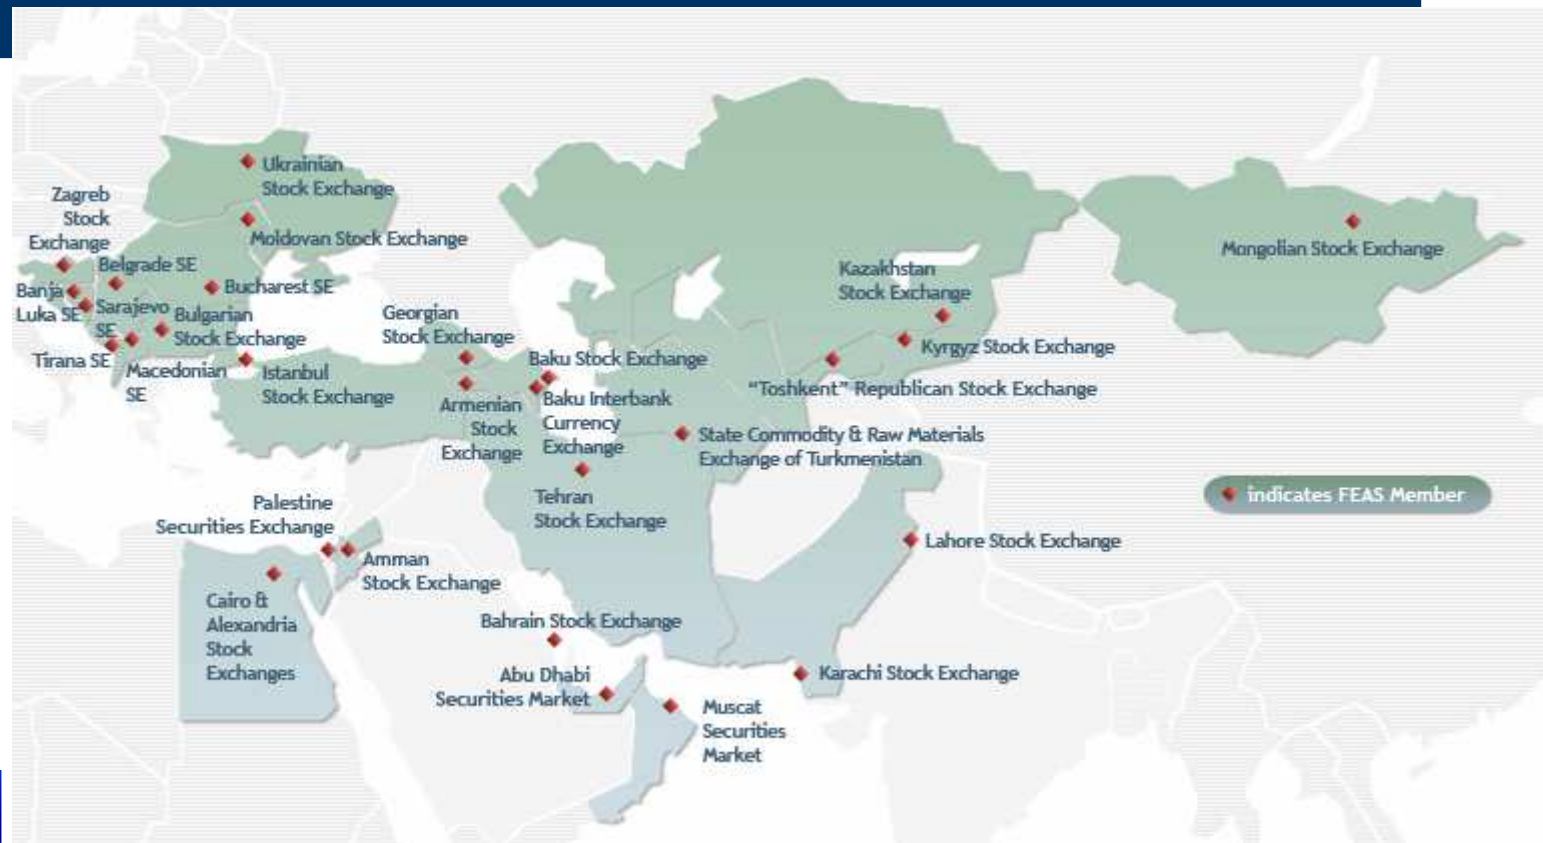 Ukrainian
Stock Exchange
Zagreb
Stock
Exchange
Moldovan Stock Exchange
Mongolian Stock Exchange
Belgrade SE
Kazakhstan
Stock Exchange
Banja
Luka SE
Bucharest SE
Sarajevo
SE
Bulgarian
Stock Exchange
Georgian
Stock Exchange
Kyrgyz Stock Exchange
Tirana SE
Macedonian
SE
Istanbul
Stock Exchange
Baku Stock Exchange
"Toshkent" Republican Stock Exchange
Armenian
Stock
Exchange
Baku Interbank
Currency
Exchange
State Commodity & Raw Materials
Exchange of Turkmenistan
Palestine
Securities Exchange
Tehran
Stock Exchange
indicates FEAS Member
Amman
Stock Exchange
Lahore Stock Exchange
Cairo &
Alexandria
Stock
Exchanges
Bahrain Stock Exchange
Abu Dhabi
Securities Market
Karachi Stock Exchange
Muscat
Securities
Market